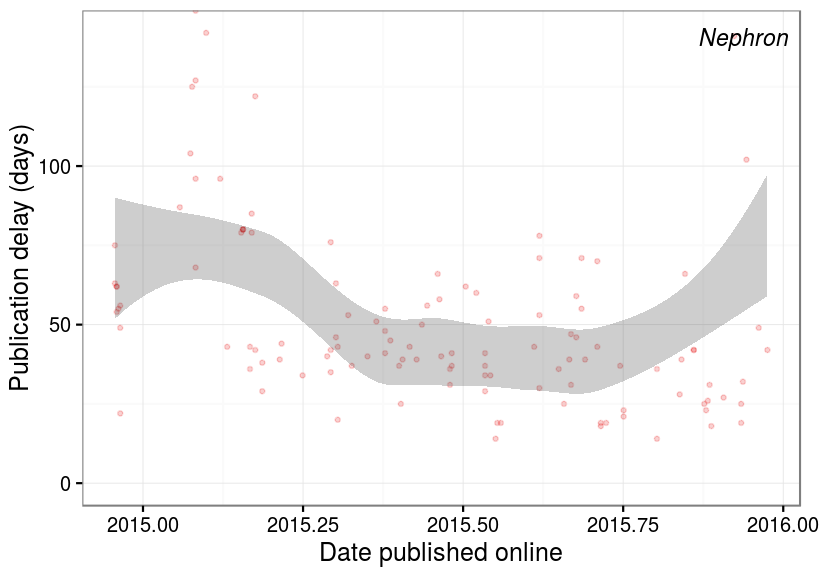 Nephron
Publication delay (days)
100
50
0
2015.00 2015.25 2015.50 2015.75 2016.00
Date published online